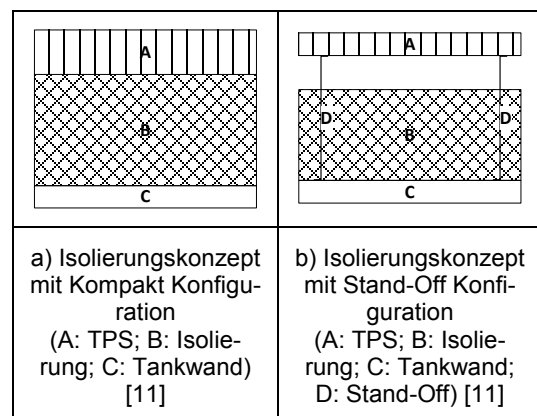 A
B
C
A
D
D
B
C
a) Isolierungskonzept
mit Kompakt Konfigu-
ration
(A: TPS; B: Isolie-
rung; C: Tankwand)
[11]
b) Isolierungskonzept
mit Stand-Off Konfi-
guration
(A: TPS; B: Isolie-
rung; C: Tankwand;
D: Stand-Off) [11]